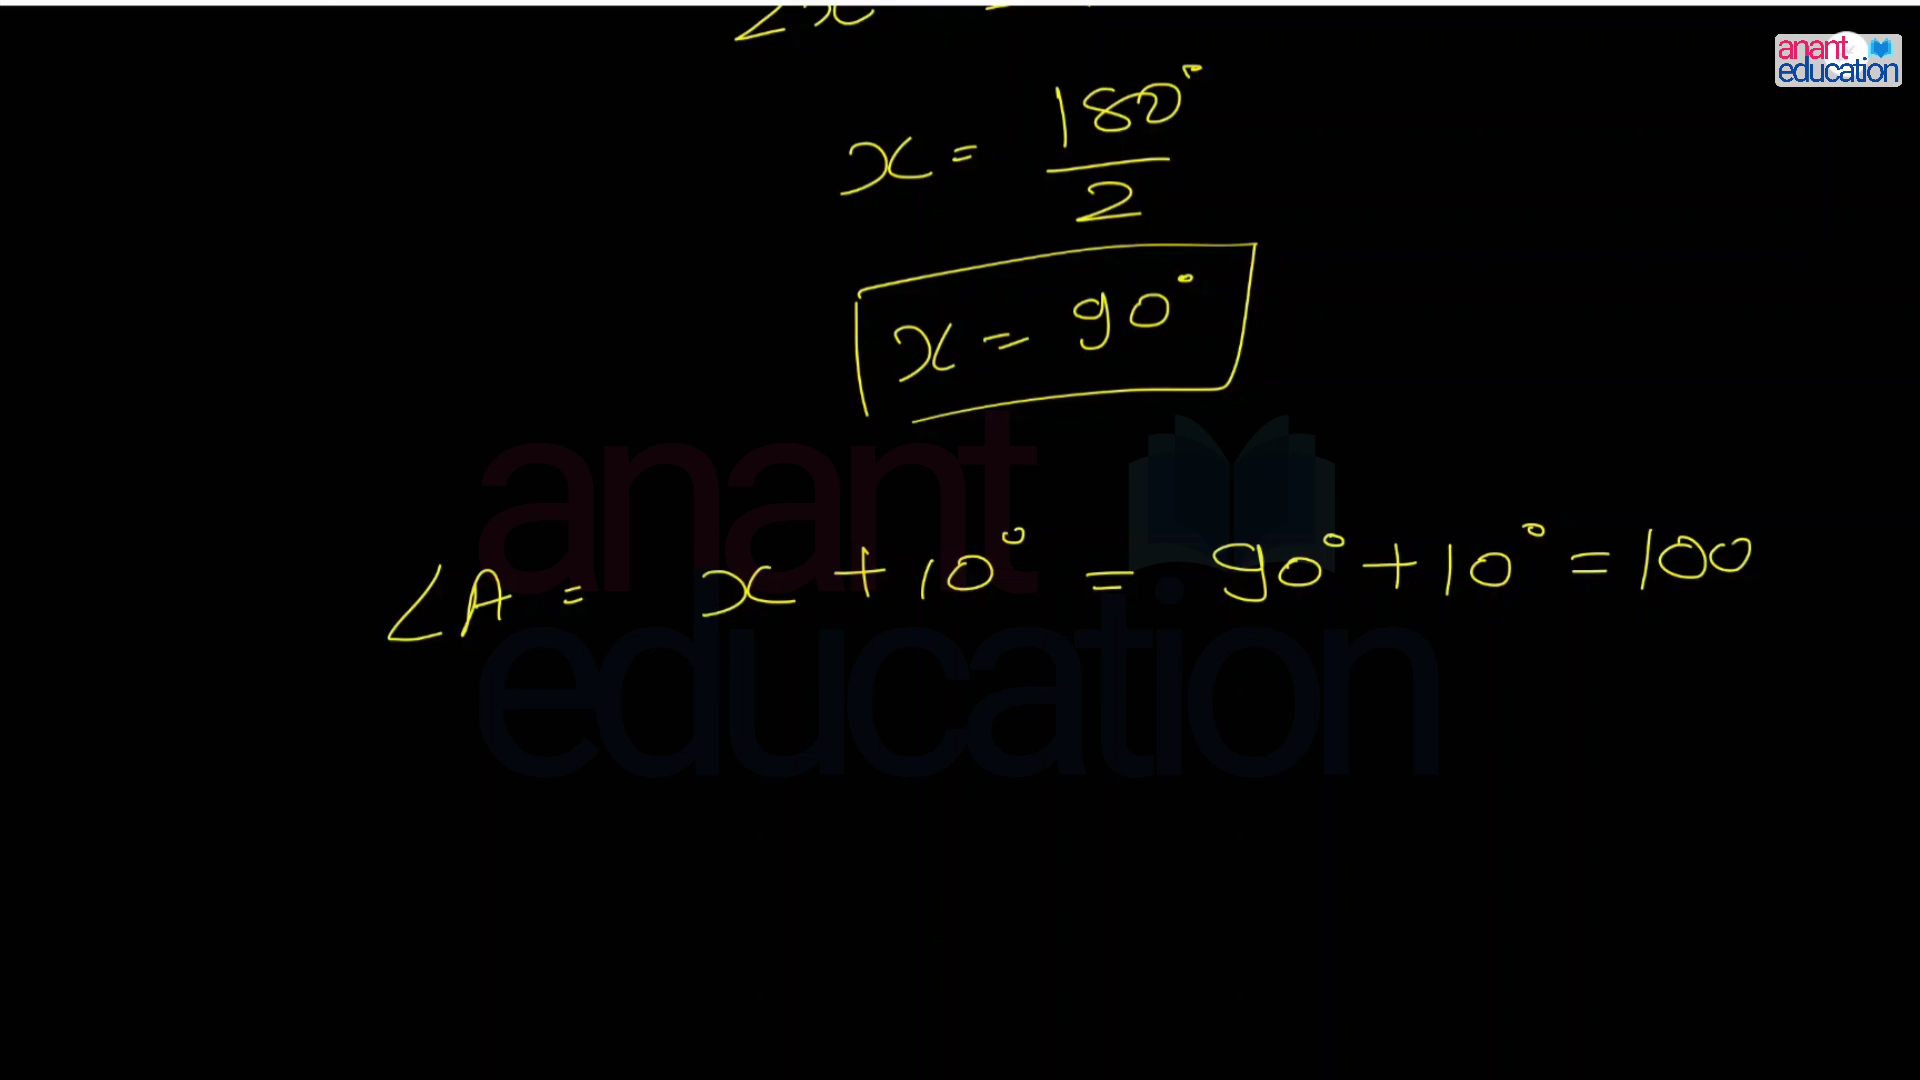 anant
education
x = 180°/2
x = 90°
∠A = x + 10° = 90° + 10° = 100
anant
education